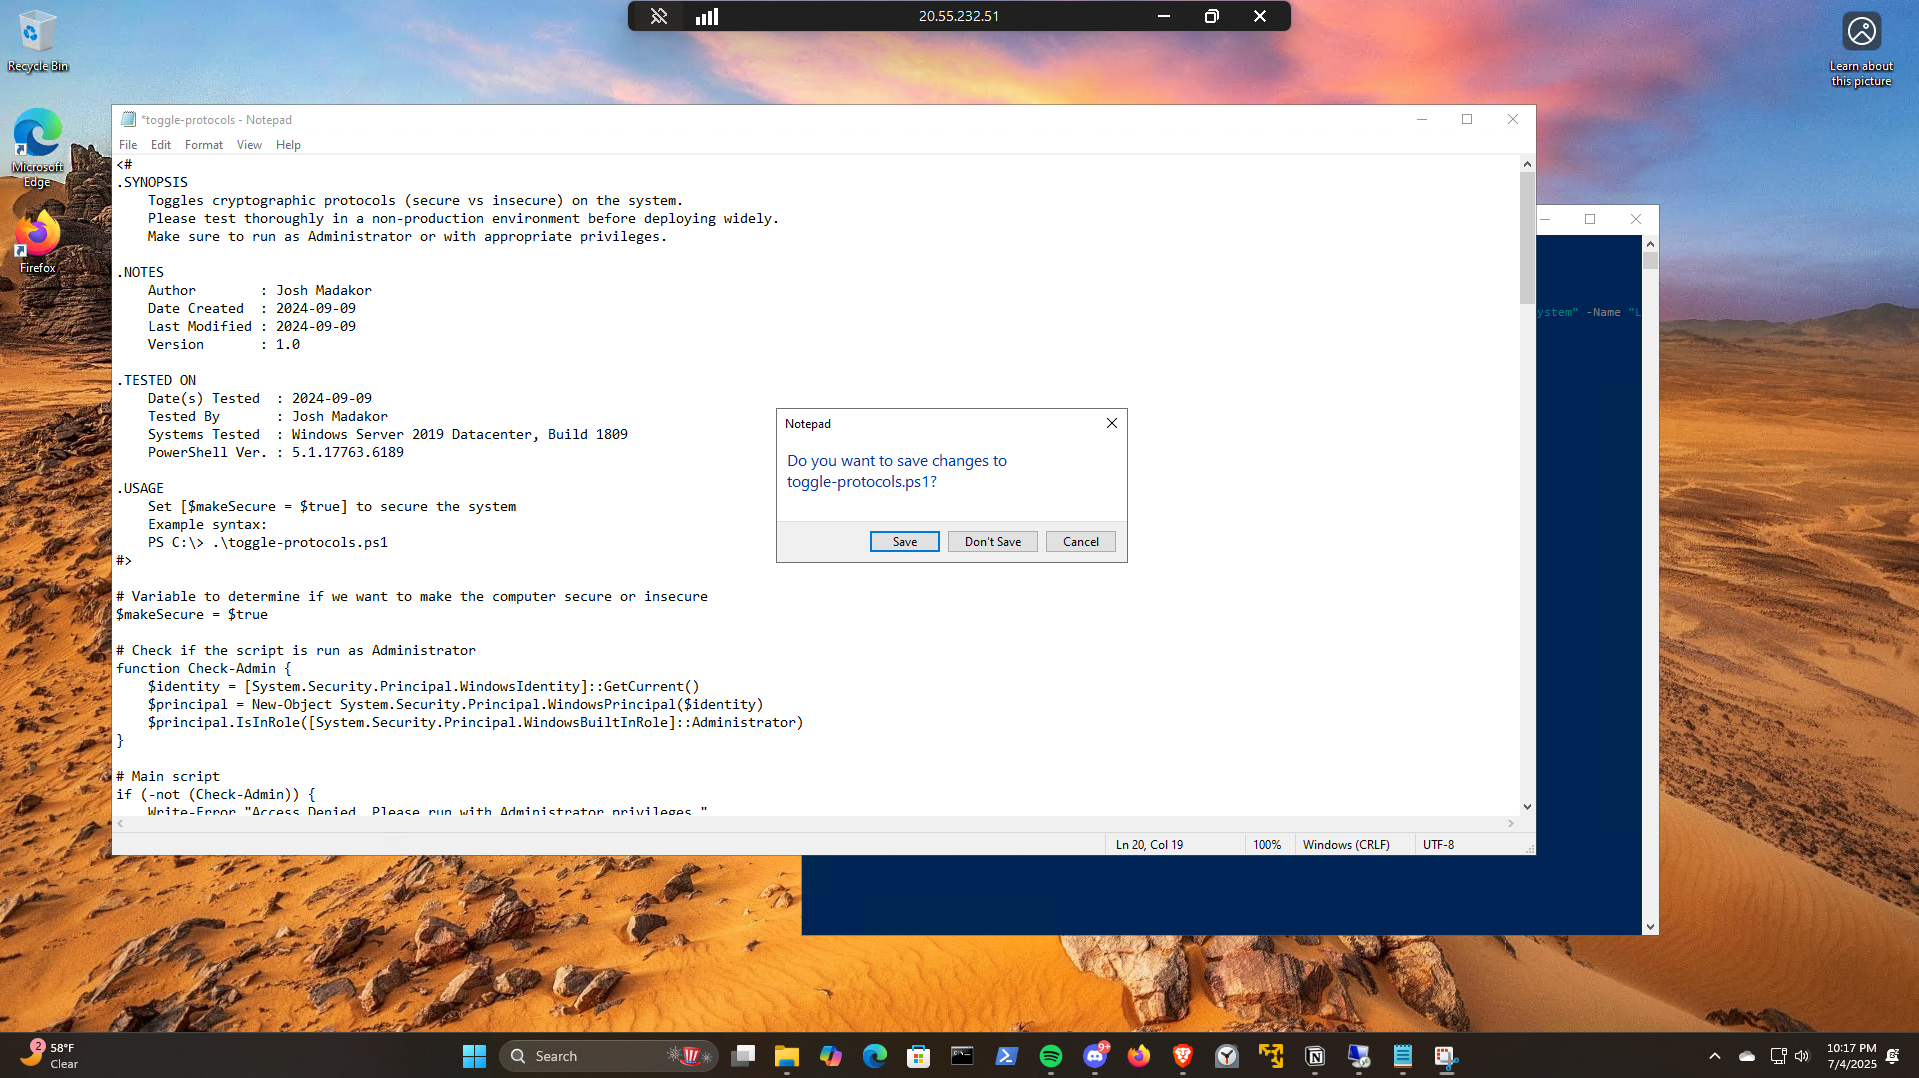 20.55.232.51
Recycle Bin
Learn about
this picture
Microsoft
Edge
Firefox
*toggle-protocols - Notepad
File Edit Format View Help
<#
.SYNOPSIS
    Toggles cryptographic protocols (secure vs insecure) on the system.
    Please test thoroughly in a non-production environment before deploying widely.
    Make sure to run as Administrator or with appropriate privileges.
.NOTES
    Author        : Josh Madakor
    Date Created  : 2024-09-09
    Last Modified : 2024-09-09
    Version       : 1.0
.TESTED ON
    Date(s) Tested  : 2024-09-09
    Tested By       : Josh Madakor
    Systems Tested  : Windows Server 2019 Datacenter, Build 1809
    PowerShell Ver. : 5.1.17763.6189
.USAGE
    Set [$makeSecure = $true] to secure the system
    Example syntax:
    PS C:\> .\toggle-protocols.ps1
#>
# Variable to determine if we want to make the computer secure or insecure
$makeSecure = $true
# Check if the script is run as Administrator
function Check-Admin {
    $identity = [System.Security.Principal.WindowsIdentity]::GetCurrent()
    $principal = New-Object System.Security.Principal.WindowsPrincipal($identity)
    $principal.IsInRole([System.Security.Principal.WindowsBuiltInRole]::Administrator)
}
# Main script
if (-not (Check-Admin)) {
    Write-Error "Access Denied. Please run with Administrator privileges."
Ln 20, Col 19 100% Windows (CRLF) UTF-8
ystem" -Name "L
Notepad
Do you want to save changes to
toggle-protocols.ps1?
Save Don't Save Cancel
2
58°F
Clear
Search
9+
10:17 PM
7/4/2025